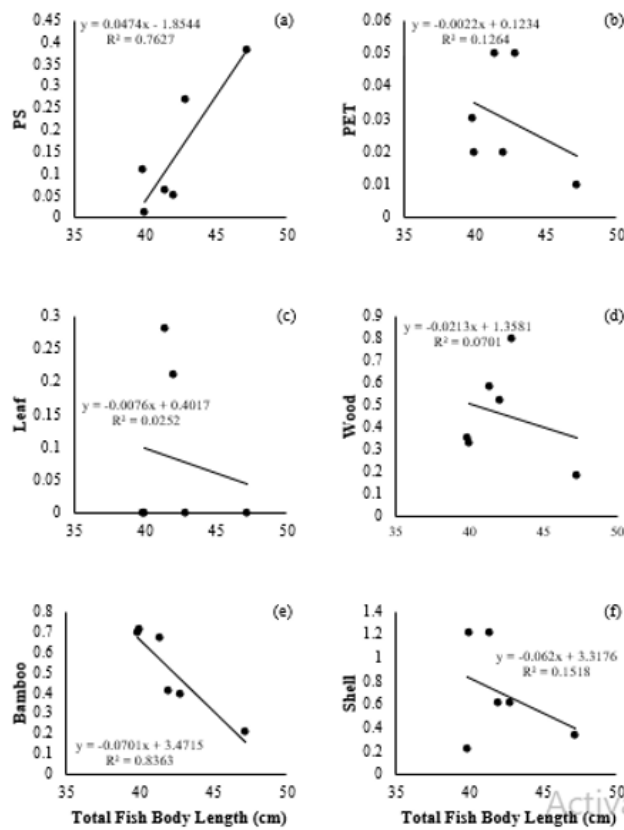 y = 0.0474x - 1.8544
R² = 0.7627
(a)
PS
0.45
0.4
0.35
0.3
0.25
0.2
0.15
0.1
0.05
0
35
40
45
50
y = -0.0022x + 0.1234
R² = 0.1264
(b)
PET
0.06
0.05
0.04
0.03
0.02
0.01
0
35
40
45
50
(c)
Leaf
0.3
0.25
0.2
0.15
0.1
0.05
0
y = -0.0076x + 0.4017
R² = 0.0252
35
40
45
50
(d)
Wood
0.9
0.8
0.7
0.6
0.5
0.4
0.3
0.2
0.1
0
y = -0.0213x + 1.3581
R² = 0.0701
35
40
45
50
(e)
Bamboo
0.8
0.7
0.6
0.5
0.4
0.3
0.2
0.1
0
y = -0.0701x + 3.4715
R² = 0.8363
35
40
45
50
Total Fish Body Length (cm)
(f)
Shell
1.4
1.2
1
0.8
0.6
0.4
0.2
0
y = -0.062x + 3.3176
R² = 0.1518
35
40
45
50
Total Fish Body Length (cm)
Activa